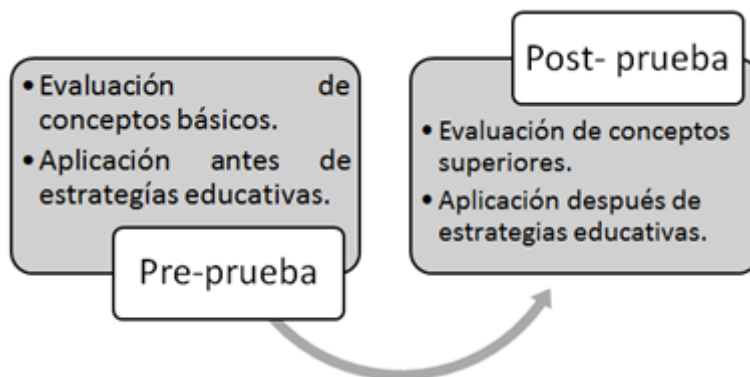 • Evaluación de
conceptos básicos.
• Aplicación antes de
estrategías educativas.
Pre-prueba
Post- prueba
• Evaluación de conceptos
superiores.
• Aplicación después de
estrategias educativas.